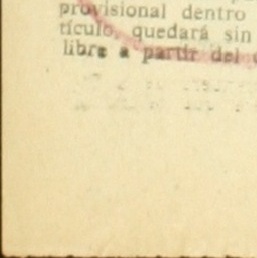 provisional dentro
tículo, quedará sin
libre a partir del